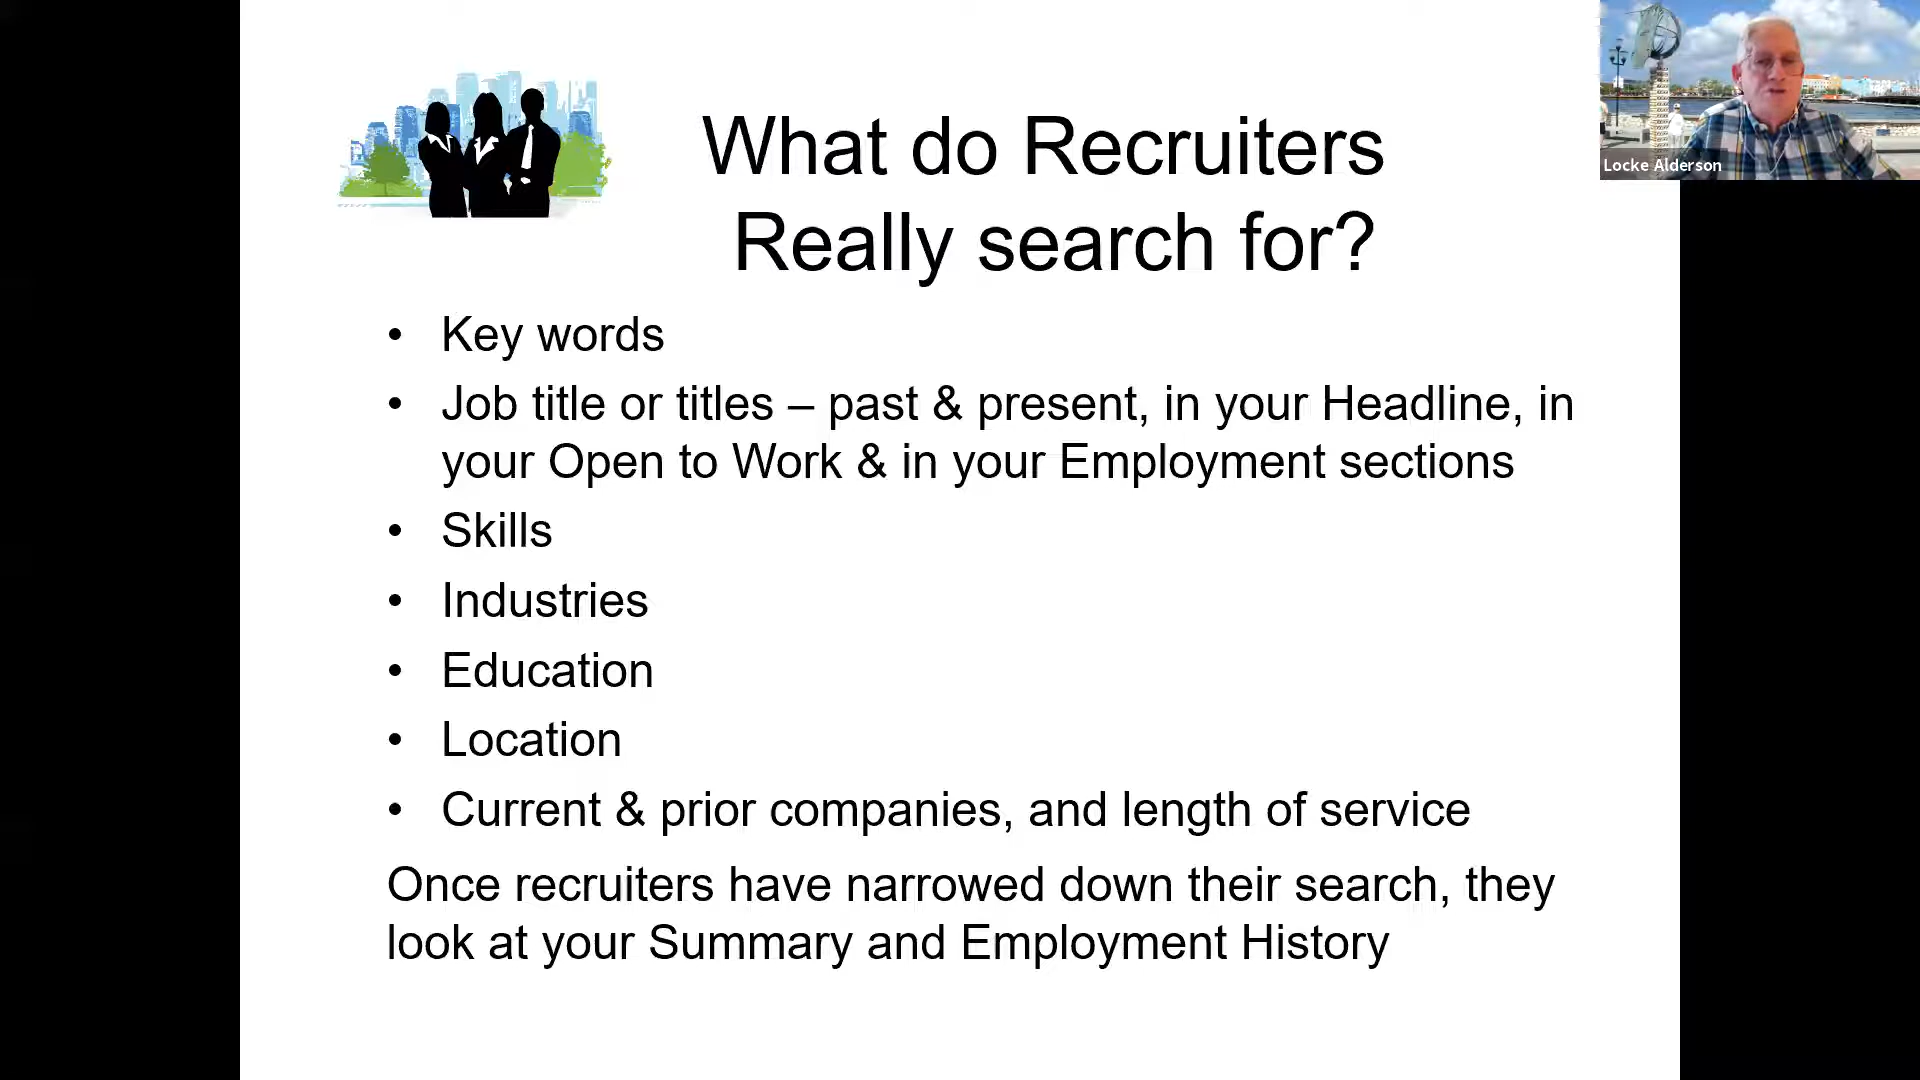 What do Recruiters
Really search for?
Locke Alderson
• Key words
• Job title or titles – past & present, in your Headline, in
your Open to Work & in your Employment sections
• Skills
• Industries
• Education
• Location
• Current & prior companies, and length of service
Once recruiters have narrowed down their search, they
look at your Summary and Employment History